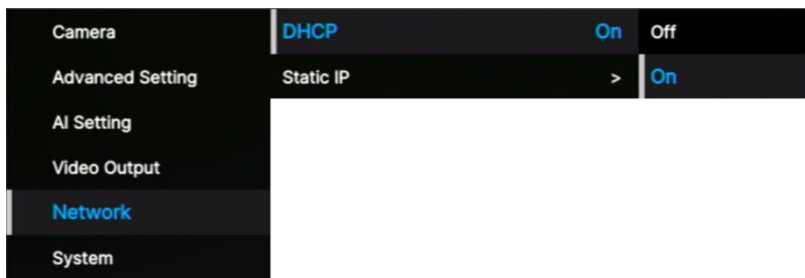 Camera
Advanced Setting
AI Setting
Video Output
Network
System
DHCP On
Static IP >
Off
On